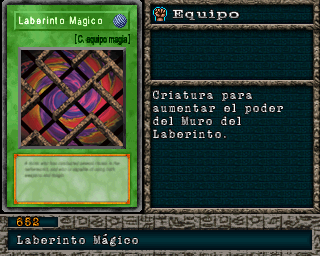 Laberinto Mágico
[C. equipo magia]
Equipo
Criatura para
aumentar el poder
del Muro del
Laberinto.
652
Laberinto Mágico